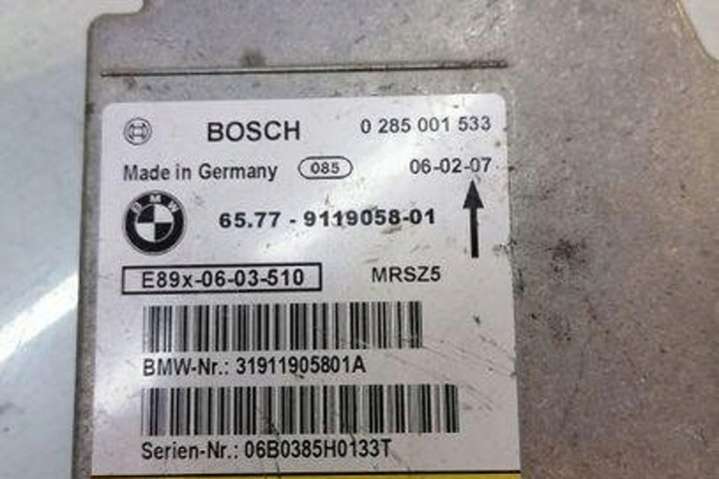 BOSCH 0 285 001 533
Made in Germany 085 06-02-07
BMW 65.77 - 9119058-01
E89x-06-03-510 MRSZ5
BMW-Nr.: 31911905801A
Serien-Nr.: 06B0385H0133T